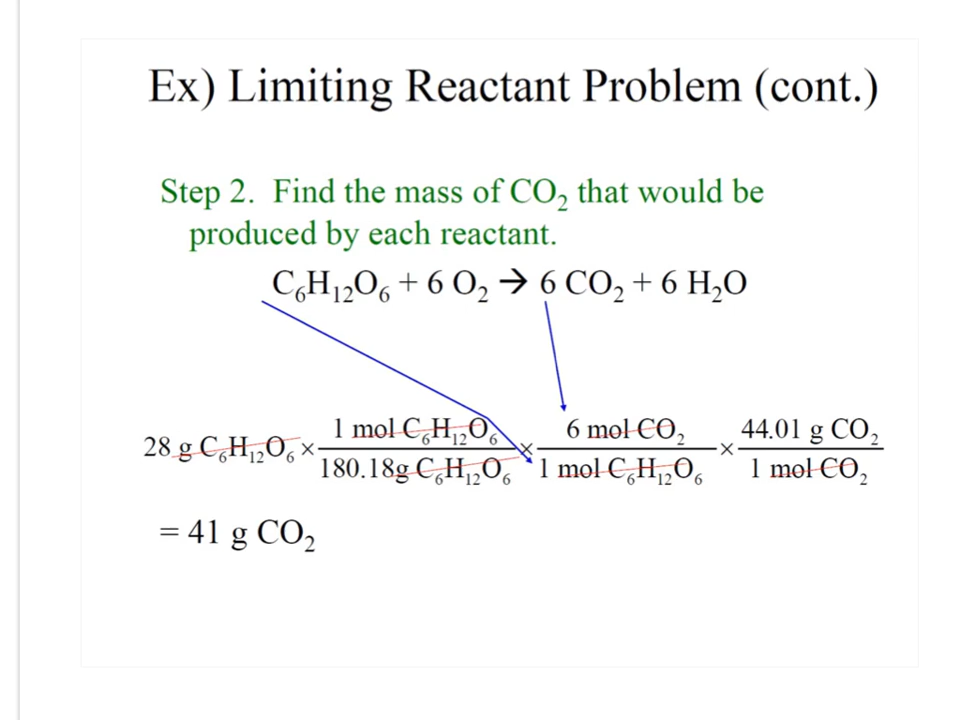 Ex) Limiting Reactant Problem (cont.)
Step 2. Find the mass of CO₂ that would be
produced by each reactant.
C₆H₁₂O₆ + 6 O₂ → 6 CO₂ + 6 H₂O
28 g C₆H₁₂O₆ × (1 mol C₆H₁₂O₆ / 180.18g C₆H₁₂O₆) × (6 mol CO₂ / 1 mol C₆H₁₂O₆) × (44.01 g CO₂ / 1 mol CO₂)
= 41 g CO₂